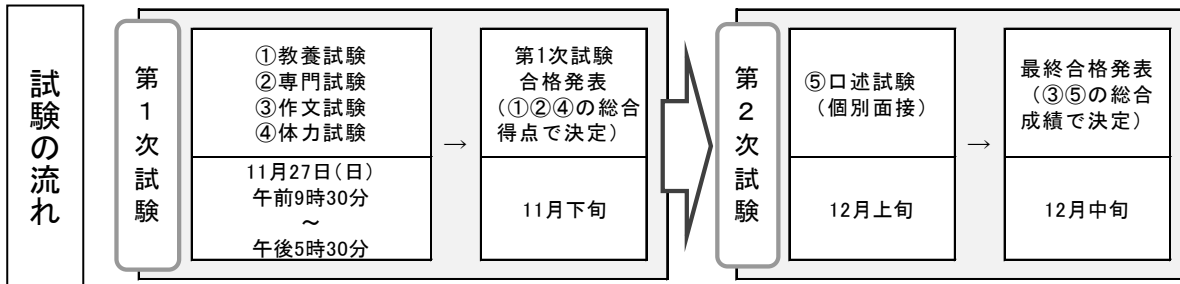 試験の流れ
第1次試験
①教養試験
②専門試験
③作文試験
④体力試験
11月27日(日)
午前9時30分
～
午後5時30分
→
第1次試験
合格発表
(①②④の総合
得点で決定)
11月下旬
第2次試験
⑤口述試験
(個別面接)
12月上旬
→
最終合格発表
(③⑤の総合
成績で決定)
12月中旬